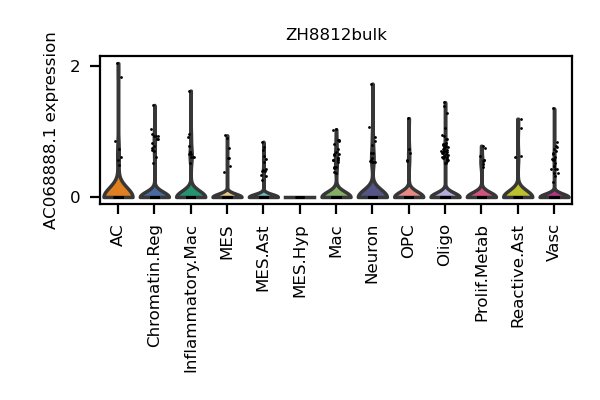 ZH8812bulk
AC068888.1 expression
2
0
AC
Chromatin.Reg
Inflammatory.Mac
MES
MES.Ast
MES.Hyp
Mac
Neuron
OPC
Oligo
Prolif.Metab
Reactive.Ast
Vasc